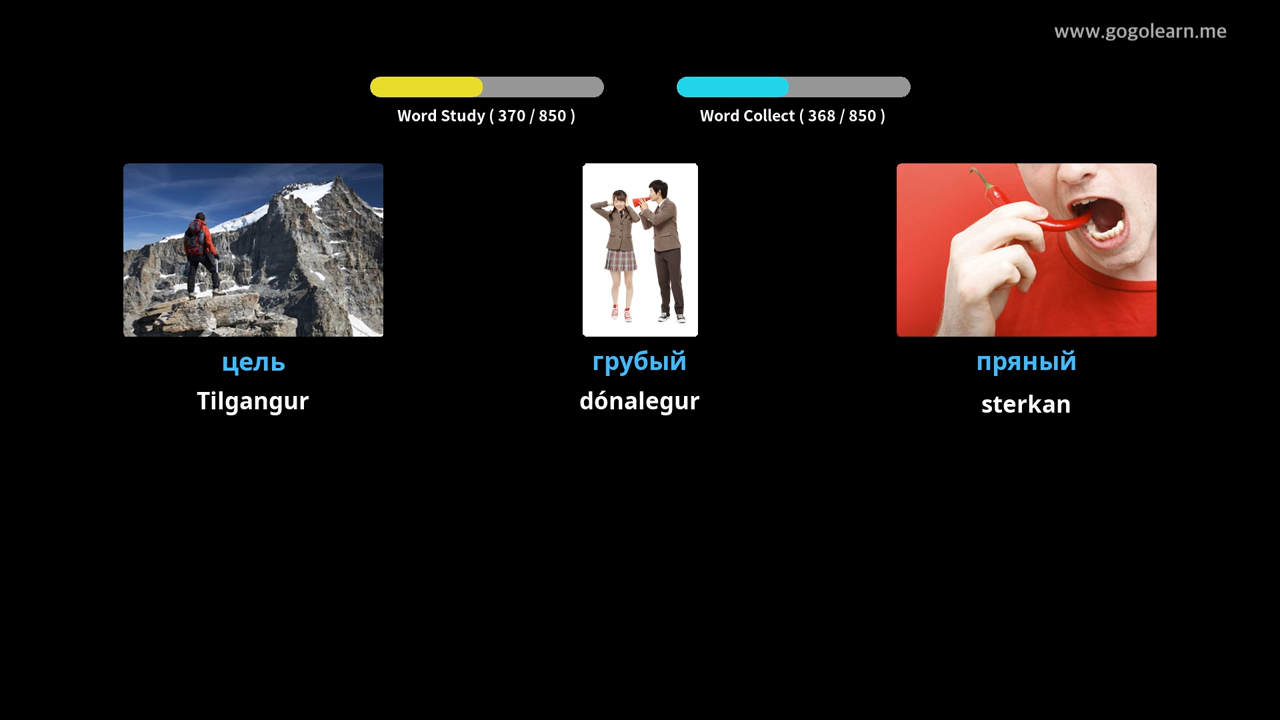 www.gogolearn.me
Word Study ( 370 / 850 )
Word Collect ( 368 / 850 )
цель
грубый
пряный
Tilgangur
dónalegur
sterkan